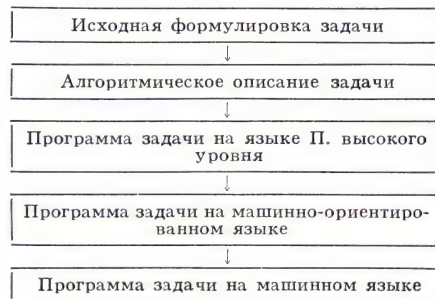 Исходная формулировка задачи
Алгоритмическое описание задачи
Программа задачи на языке П. высокого
уровня
Программа задачи на машинно-ориентиро-
ванном языке
Программа задачи на машинном языке